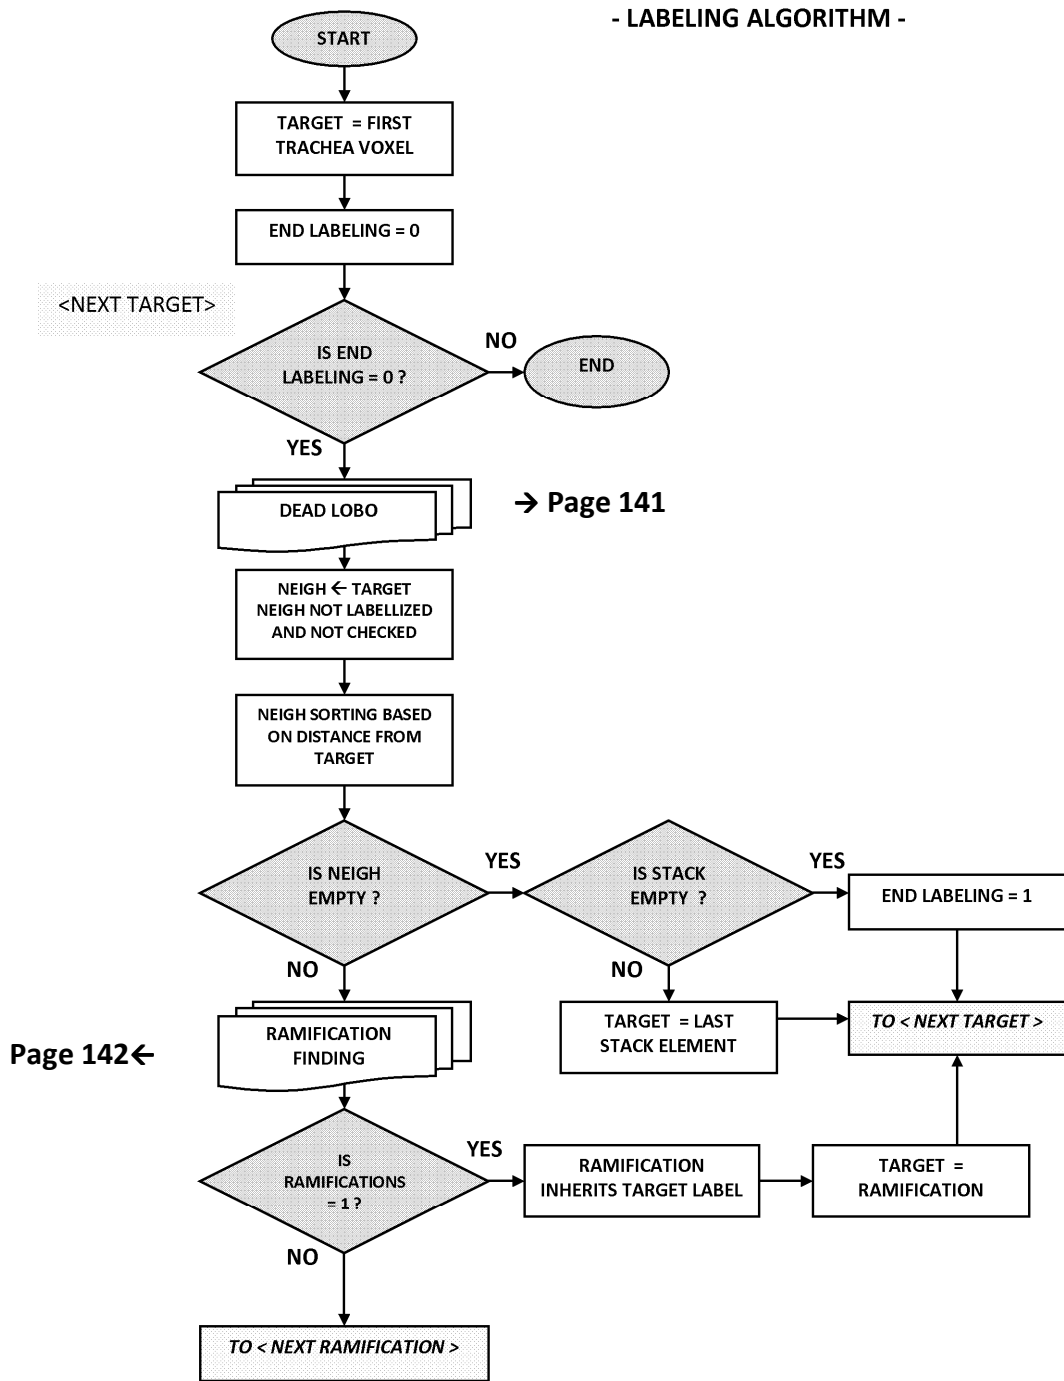 - LABELING ALGORITHM -
START
TARGET = FIRST
TRACHEA VOXEL
END LABELING = 0
<NEXT TARGET>
IS END
LABELING = 0 ?
NO
END
YES
DEAD LOBO
→ Page 141
NEIGH ← TARGET
NEIGH NOT LABELLIZED
AND NOT CHECKED
NEIGH SORTING BASED
ON DISTANCE FROM
TARGET
IS NEIGH
EMPTY ?
YES
IS STACK
EMPTY ?
YES
END LABELING = 1
NO
NO
TARGET = LAST
STACK ELEMENT
TO < NEXT TARGET >
RAMIFICATION
FINDING
Page 142←
IS
RAMIFICATIONS
= 1 ?
YES
RAMIFICATION
INHERITS TARGET LABEL
TARGET =
RAMIFICATION
NO
TO < NEXT RAMIFICATION >